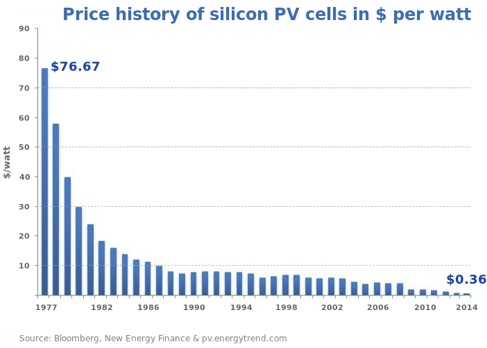 Price history of silicon PV cells in $ per watt
90
80
$76.67
70
60
50
$/watt
40
30
20
10
$0.36
1977 1982 1986 1990 1994 1998 2002 2006 2010 2014
Source: Bloomberg, New Energy Finance & pv.energytrend.com